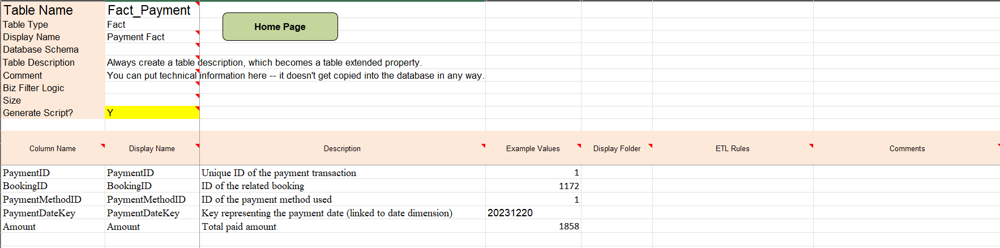 Table Name Fact_Payment
Home Page
Table Type Fact
Display Name Payment Fact
Database Schema
Table Description Always create a table description, which becomes a table extended property.
Comment You can put technical information here -- it doesn't get copied into the database in any way.
Biz Filter Logic
Size
Generate Script? Y
Column Name Display Name Description Example Values Display Folder ETL Rules Comments
PaymentID PaymentID Unique ID of the payment transaction 1
BookingID BookingID ID of the related booking 1172
PaymentMethodID PaymentMethodID ID of the payment method used 1
PaymentDateKey PaymentDateKey Key representing the payment date (linked to date dimension) 20231220
Amount Amount Total paid amount 1858